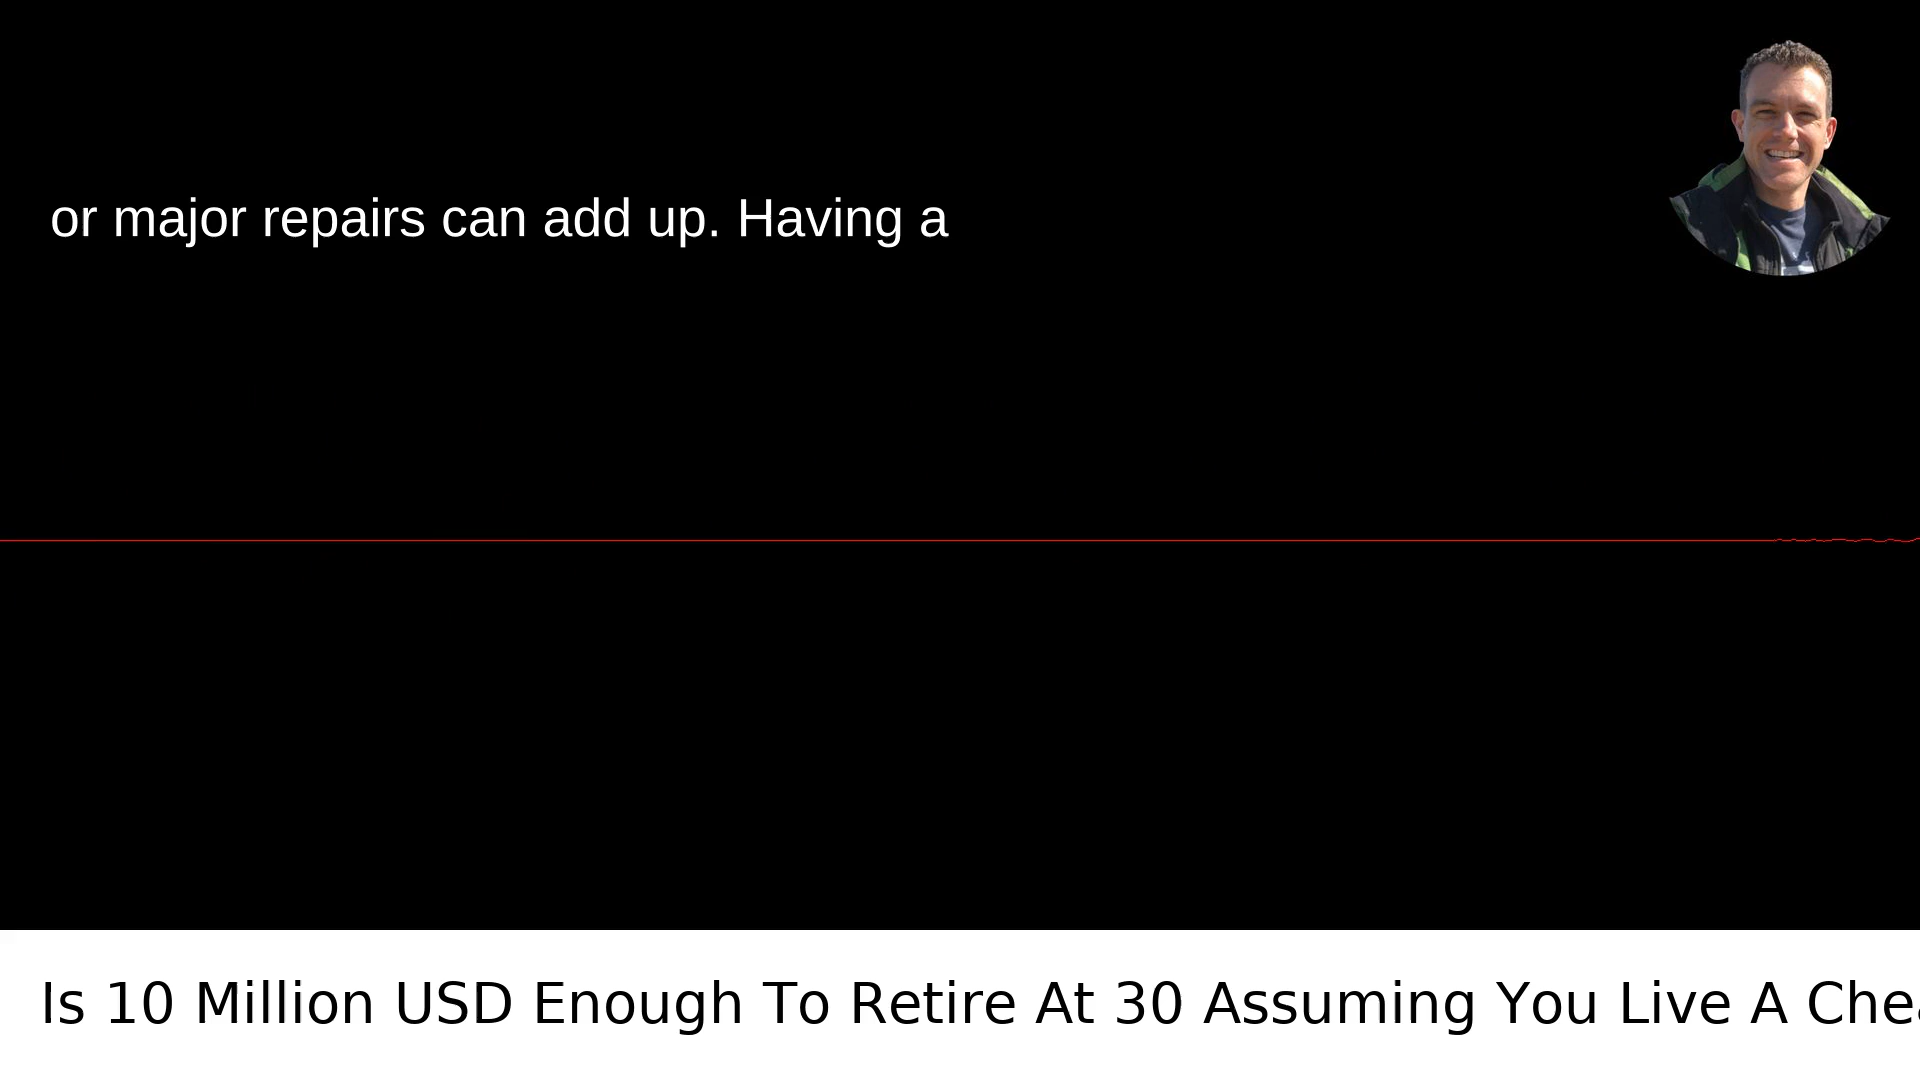 or major repairs can add up. Having a
Is 10 Million USD Enough To Retire At 30 Assuming You Live A